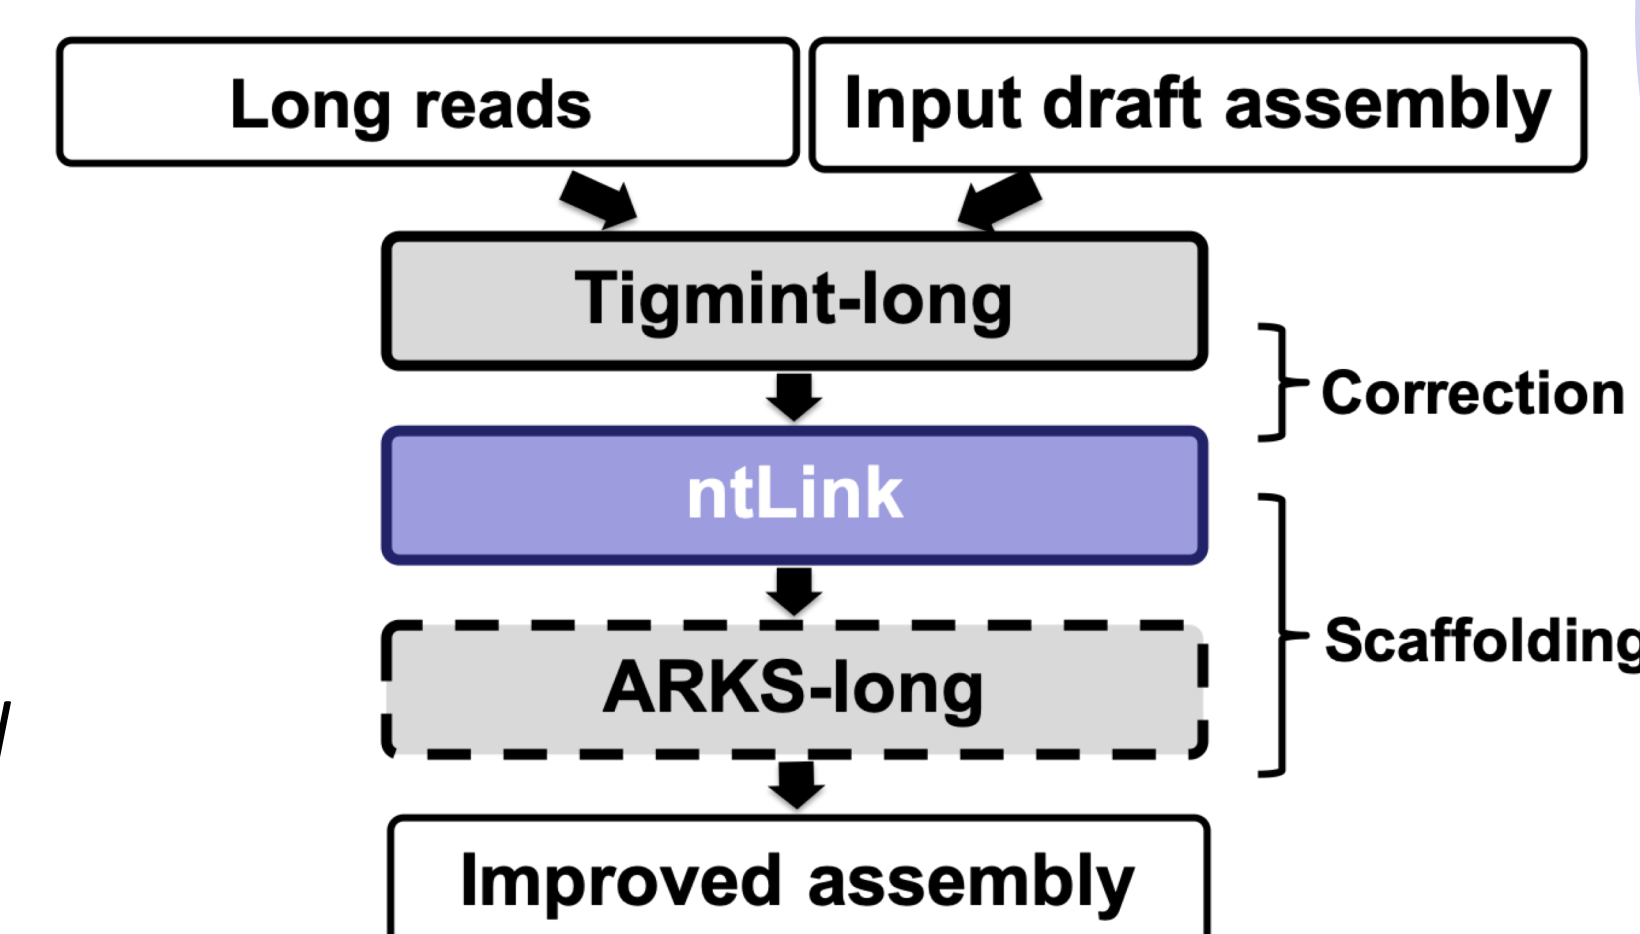 Long reads
Input draft assembly
Tigmint-long
Correction
ntLink
Scaffolding
ARKS-long
Improved assembly